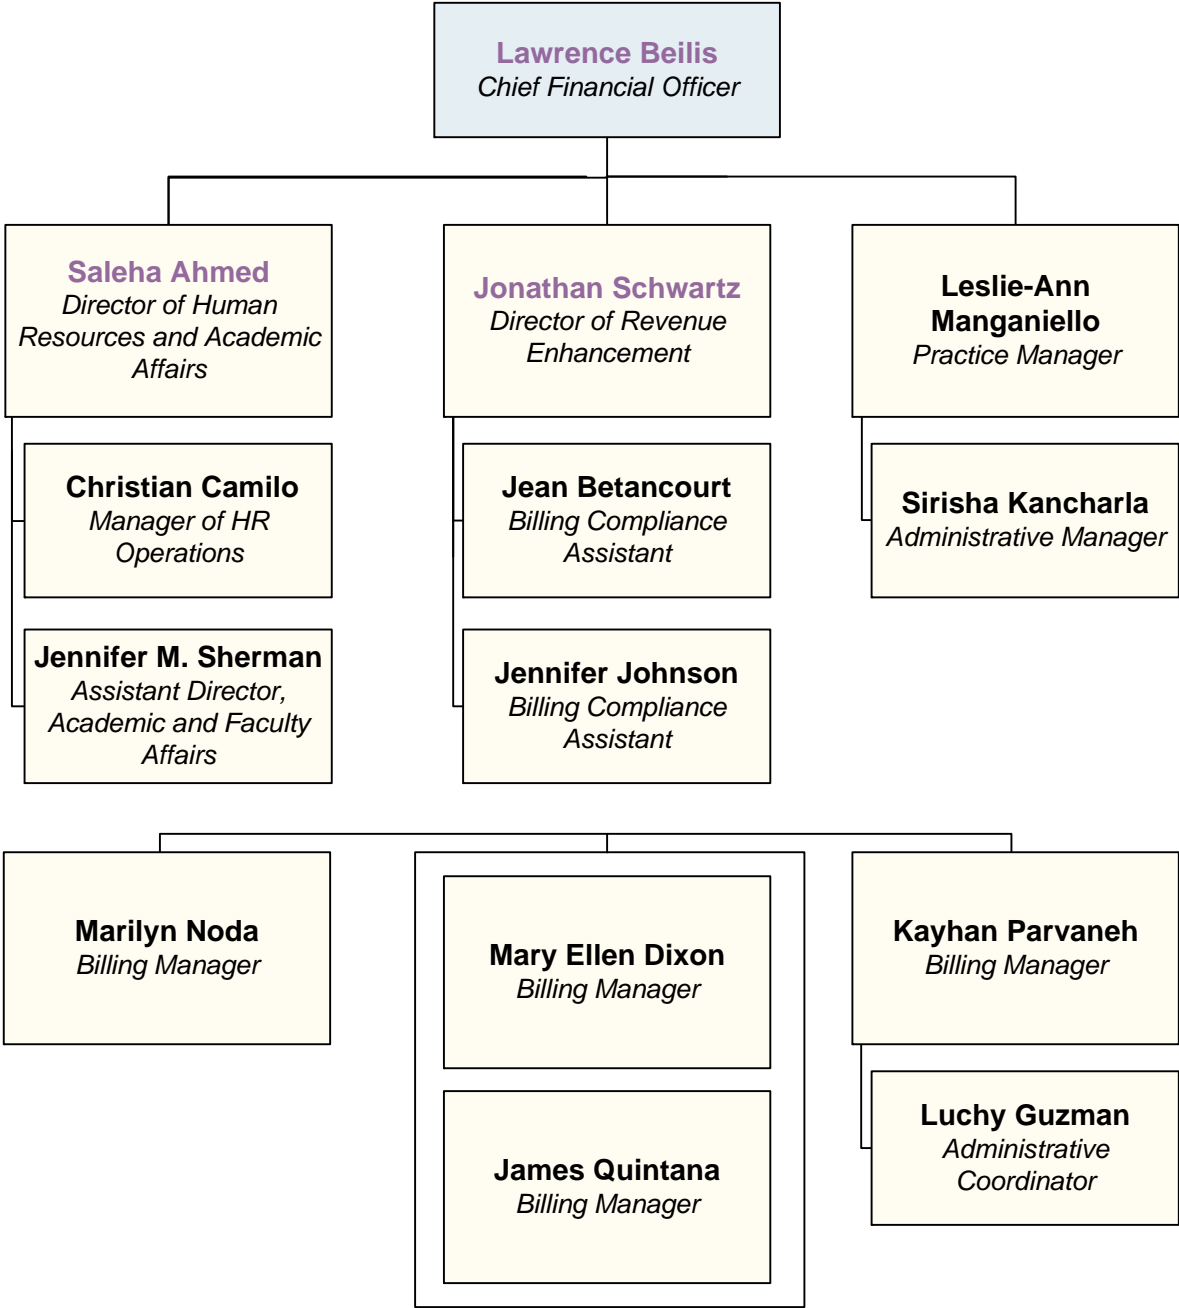 Lawrence Beilis
Chief Financial Officer
Saleha Ahmed
Director of Human
Resources and Academic
Affairs
Jonathan Schwartz
Director of Revenue
Enhancement
Leslie-Ann
Manganiello
Practice Manager
Christian Camilo
Manager of HR
Operations
Jean Betancourt
Billing Compliance
Assistant
Sirisha Kancharla
Administrative Manager
Jennifer M. Sherman
Assistant Director,
Academic and Faculty
Affairs
Jennifer Johnson
Billing Compliance
Assistant
Marilyn Noda
Billing Manager
Mary Ellen Dixon
Billing Manager
Kayhan Parvaneh
Billing Manager
James Quintana
Billing Manager
Luchy Guzman
Administrative
Coordinator